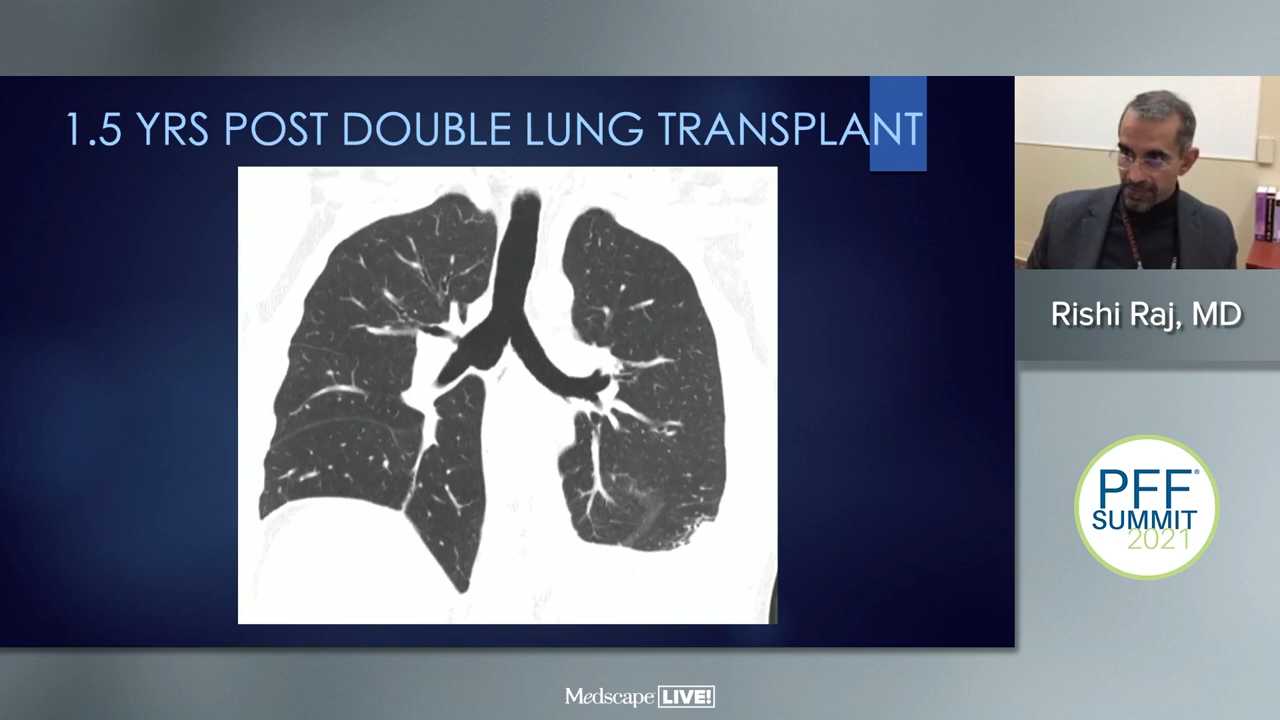 1.5 YRS POST DOUBLE LUNG TRANSPLANT
Rishi Raj, MD
PFF®
SUMMIT
2021
Medscape LIVE!